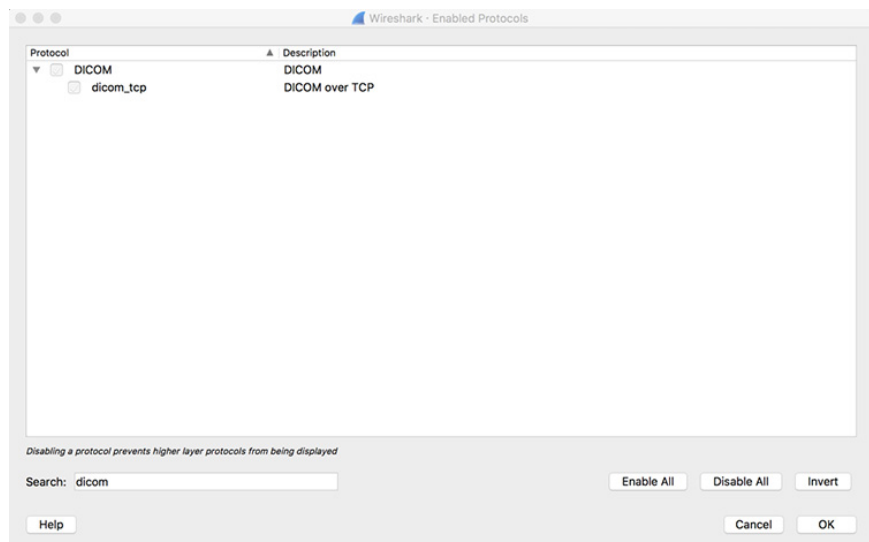 Wireshark · Enabled Protocols
Protocol Description
DICOM DICOM
dicom_tcp DICOM over TCP
Disabling a protocol prevents higher layer protocols from being displayed
Search: dicom Enable All Disable All Invert
Help Cancel OK